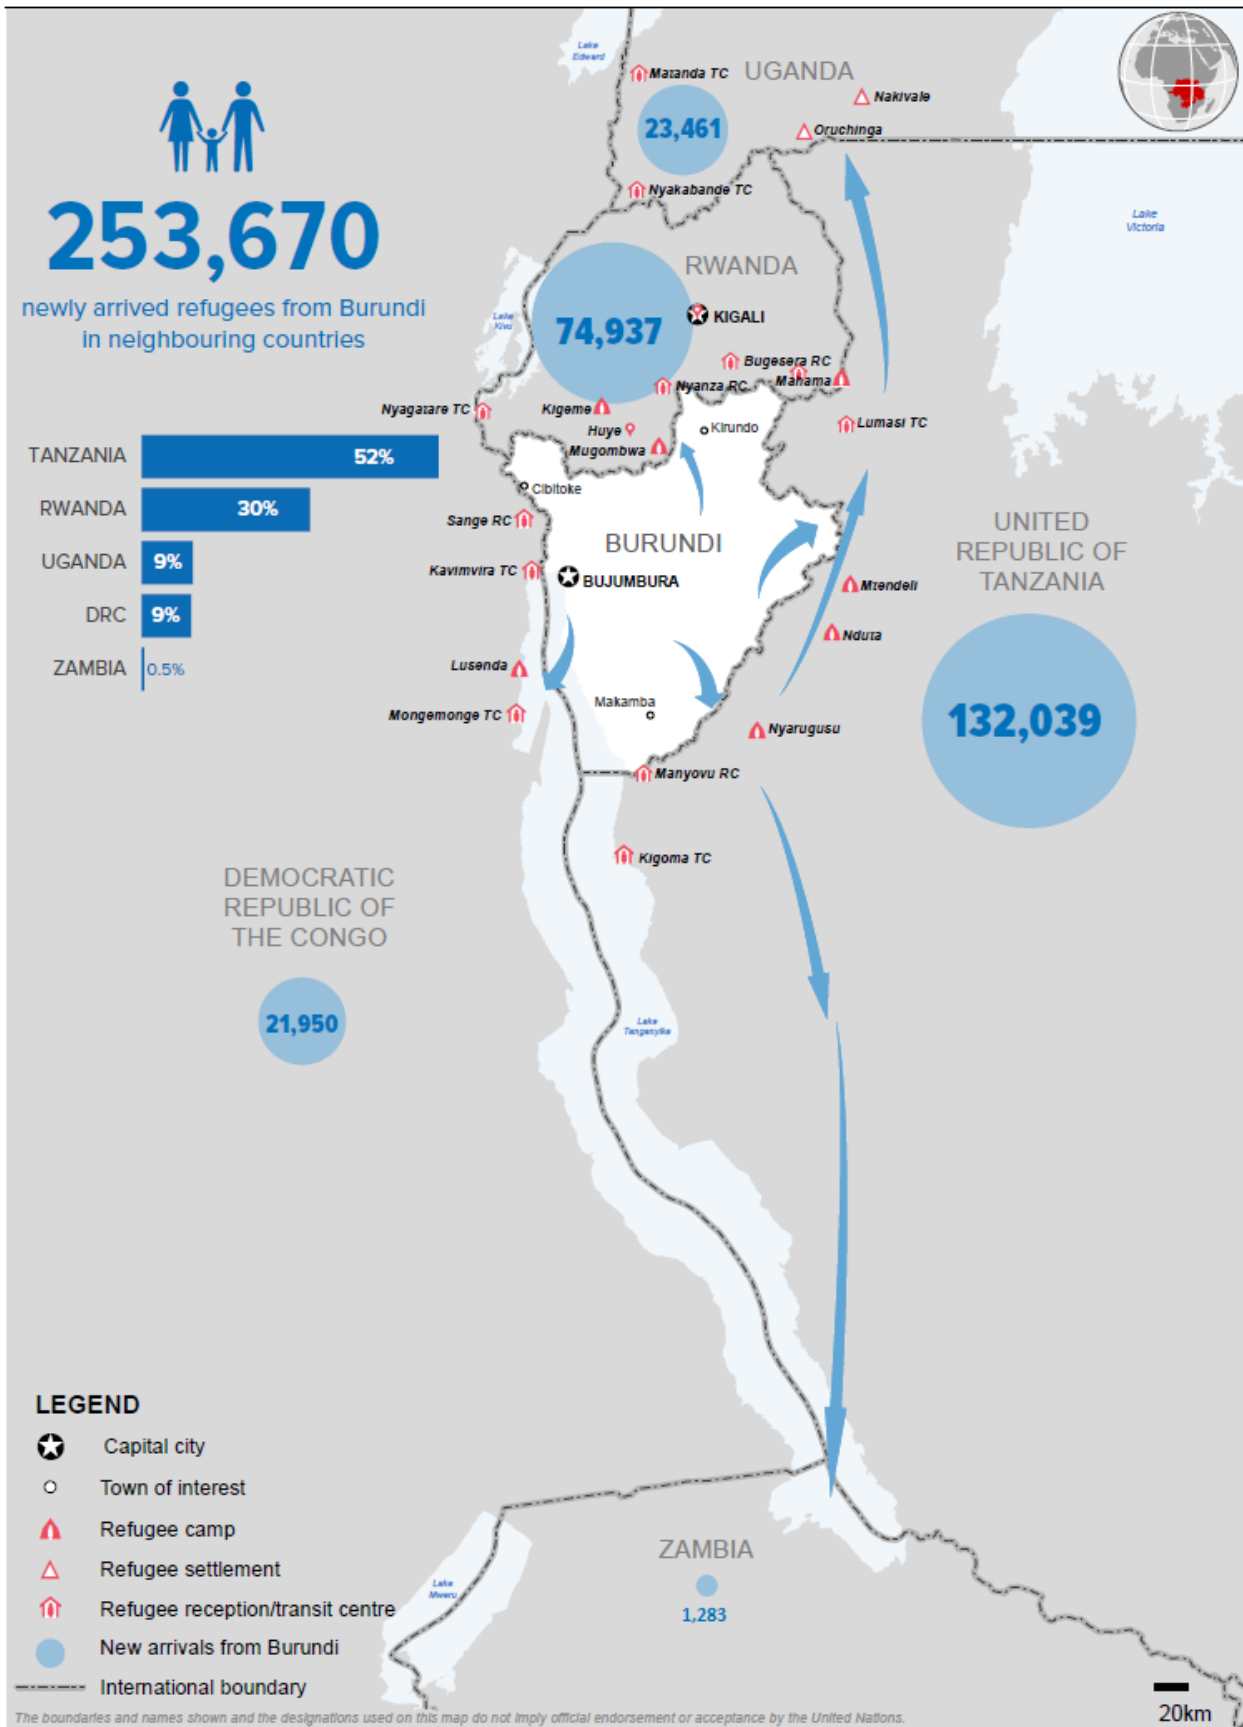 Lake
Edward
Matanda TC
UGANDA
Nakivale
23,461
Oruchinga
Nyakabande TC
253,670
newly arrived refugees from Burundi
in neighbouring countries
Lake
Victoria
RWANDA
Lake
Kivu
KIGALI
74,937
Bugesera RC
Mahama
Nyanza RC
Nyagatare TC
Kigeme
Huye
Mugombwa
Kirundo
Lumasi TC
TANZANIA
52%
RWANDA
30%
UGANDA
9%
DRC
9%
ZAMBIA
0.5%
Cibitoke
Sange RC
Kavimvira TC
BURUNDI
BUJUMBURA
UNITED
REPUBLIC OF
TANZANIA
Mtendeli
Nduta
Lusenda
Makamba
Mongemonge TC
Nyarugusu
132,039
Manyovu RC
Kigoma TC
DEMOCRATIC
REPUBLIC OF
THE CONGO
21,950
Lake
Tanganyika
LEGEND
Capital city
Town of interest
Refugee camp
Refugee settlement
Refugee reception/transit centre
New arrivals from Burundi
International boundary
ZAMBIA
1,283
Lake
Mweru
20km
The boundaries and names shown and the designations used on this map do not imply official endorsement or acceptance by the United Nations.